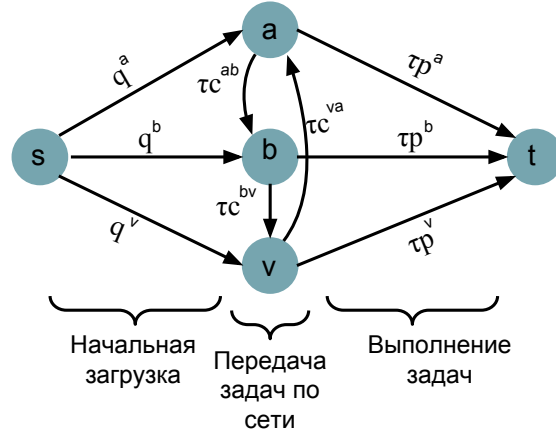 a
q^a
τc^ab
τp^a
τc^va
s
q^b
b
τp^b
t
τc^bv
q^v
τp^v
v
Начальная
загрузка
Передача
задач по
сети
Выполнение
задач